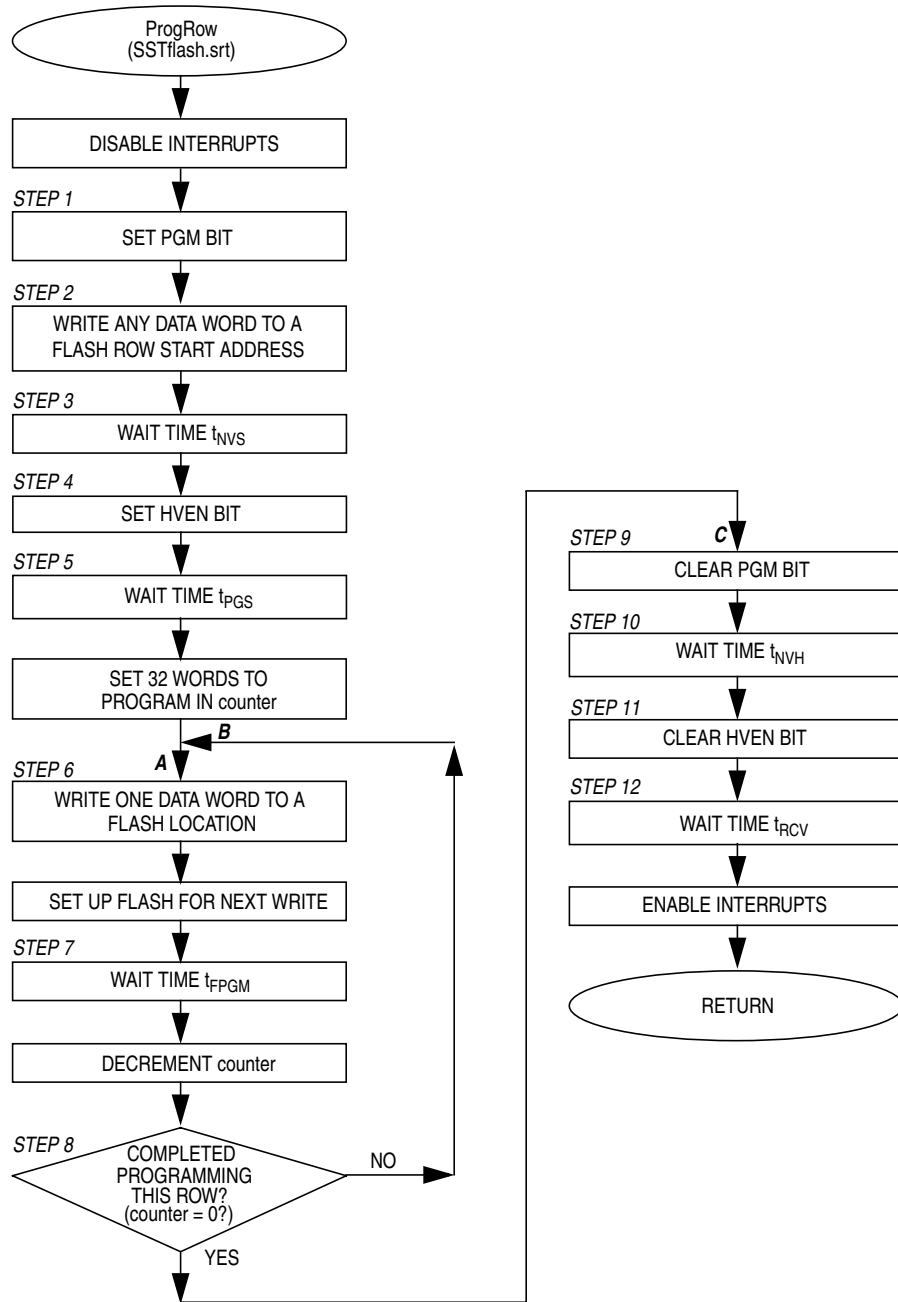 ProgRow
(SSTflash.srt)
DISABLE INTERRUPTS
STEP 1
SET PGM BIT
STEP 2
WRITE ANY DATA WORD TO A
FLASH ROW START ADDRESS
STEP 3
WAIT TIME tNVS
STEP 4
SET HVEN BIT
STEP 5
WAIT TIME tPGS
SET 32 WORDS TO
PROGRAM IN counter
B
A
STEP 6
WRITE ONE DATA WORD TO A
FLASH LOCATION
SET UP FLASH FOR NEXT WRITE
STEP 7
WAIT TIME tFPGM
DECREMENT counter
STEP 8
COMPLETED
PROGRAMMING
THIS ROW?
(counter = 0?)
NO
YES
C
STEP 9
CLEAR PGM BIT
STEP 10
WAIT TIME tNVH
STEP 11
CLEAR HVEN BIT
STEP 12
WAIT TIME tRCV
ENABLE INTERRUPTS
RETURN